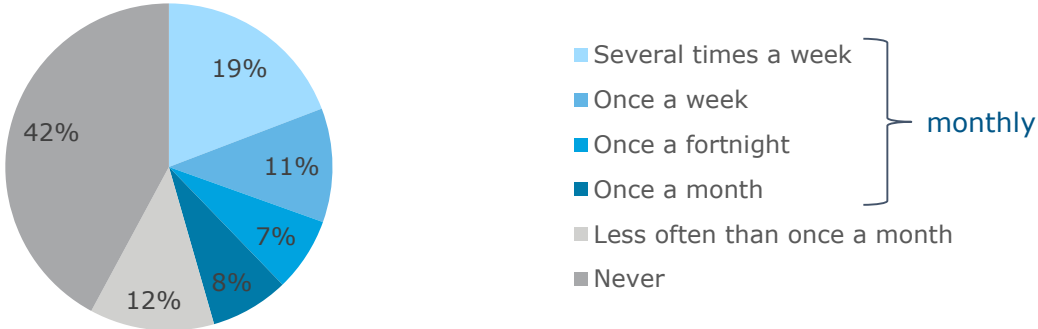 19%
11%
7%
8%
12%
42%
Several times a week
Once a week
Once a fortnight
Once a month
Less often than once a month
Never
monthly